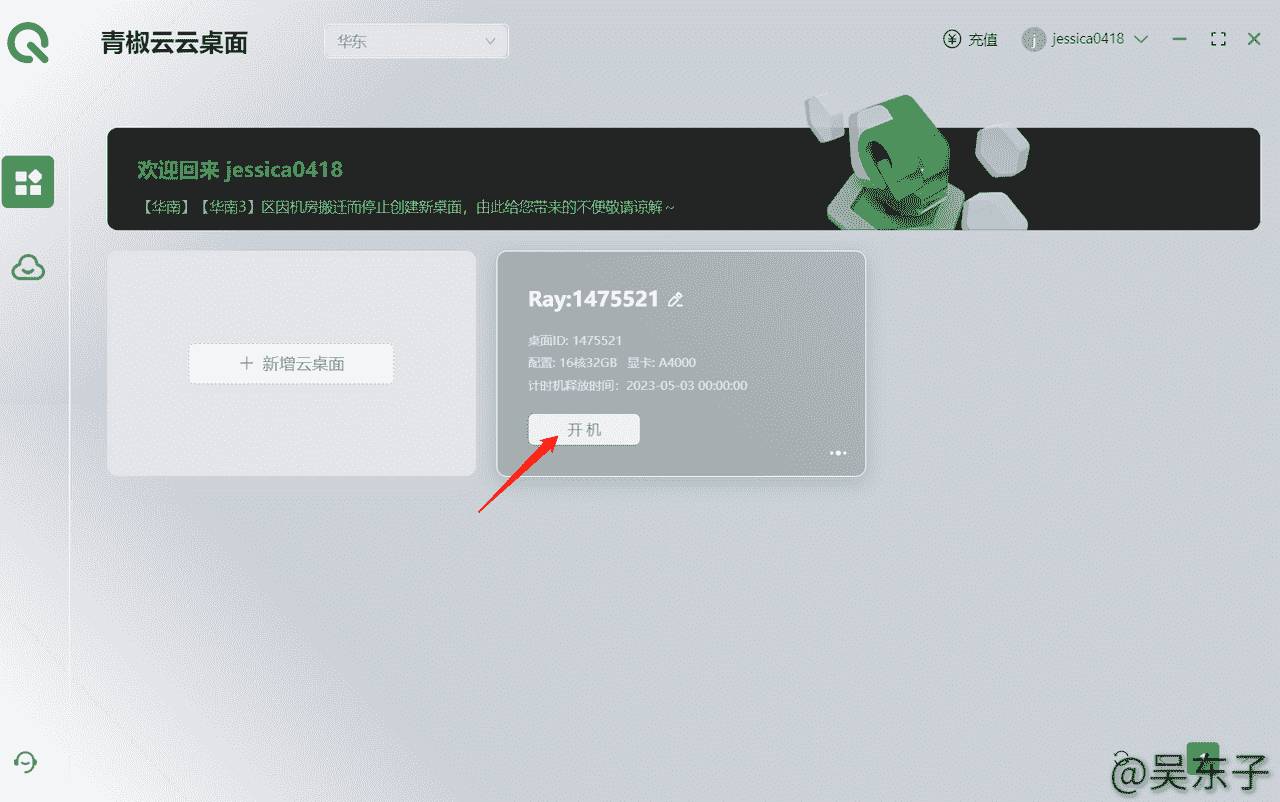 青椒云云桌面
华东
充值
jessica0418
欢迎回来 jessica0418
【华南】【华南3】区因机房搬迁而停止创建新桌面，由此给您带来的不便敬请谅解～
+ 新增云桌面
Ray:1475521
桌面ID: 1475521
配置: 16核32GB 显卡: A4000
计时机释放时间: 2023-05-03 00:00:00
开机
@吴东子